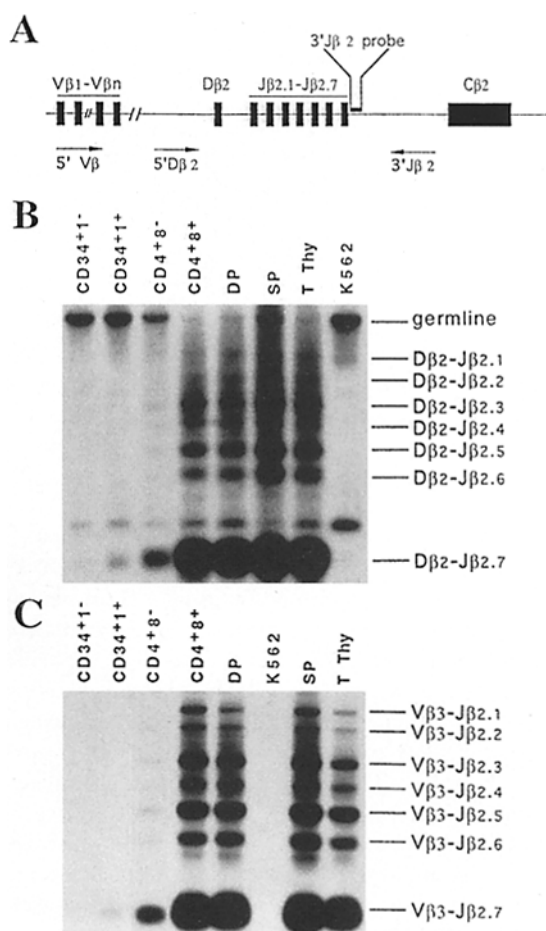 A
3'Jβ 2 probe
Vβ1-Vβn
Dβ2
Jβ2.1-Jβ2.7
Cβ2
//
//
5' Vβ
5'Dβ2
3'Jβ2
B
CD34+1-
CD34+1+
CD4+8-
CD4+8+
DP
SP
T Thy
K562
germline
Dβ2-Jβ2.1
Dβ2-Jβ2.2
Dβ2-Jβ2.3
Dβ2-Jβ2.4
Dβ2-Jβ2.5
Dβ2-Jβ2.6
Dβ2-Jβ2.7
C
CD34+1-
CD34+1+
CD4+8-
CD4+8+
DP
K562
SP
T Thy
Vβ3-Jβ2.1
Vβ3-Jβ2.2
Vβ3-Jβ2.3
Vβ3-Jβ2.4
Vβ3-Jβ2.5
Vβ3-Jβ2.6
Vβ3-Jβ2.7